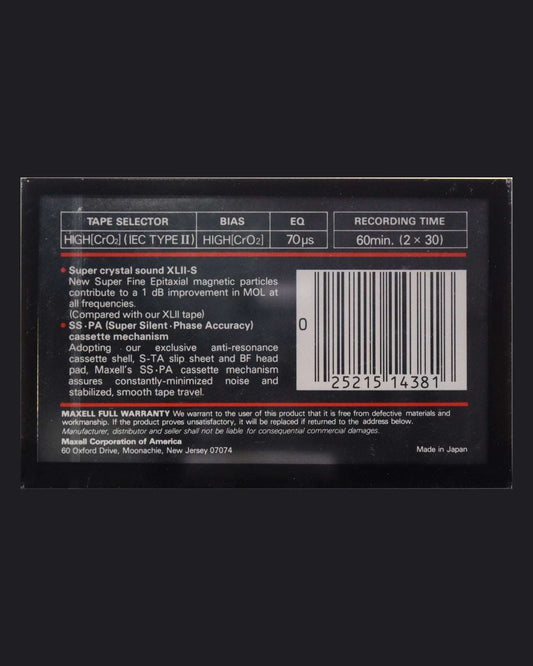 TAPE SELECTOR BIAS EQ RECORDING TIME
HIGH[CrO₂] (IEC TYPE II) HIGH[CrO₂] 70μs 60min. (2 × 30)
• Super crystal sound XLII-S
New Super Fine Epitaxial magnetic particles
contribute to a 1 dB improvement in MOL at
all frequencies.
(Compared with our XLII tape)
• SS·PA (Super Silent·Phase Accuracy)
cassette mechanism
Adopting our exclusive anti-resonance
cassette shell, S-TA slip sheet and BF head
pad, Maxell's SS·PA cassette mechanism
assures constantly-minimized noise and
stabilized, smooth tape travel.
0 25215 14381
MAXELL FULL WARRANTY We warrant to the user of this product that it is free from defective materials and
workmanship. If the product proves unsatisfactory, it will be replaced if returned to the address below.
Manufacturer, distributor and seller shall not be liable for consequential commercial damages.
Maxell Corporation of America
60 Oxford Drive, Moonachie, New Jersey 07074 Made in Japan